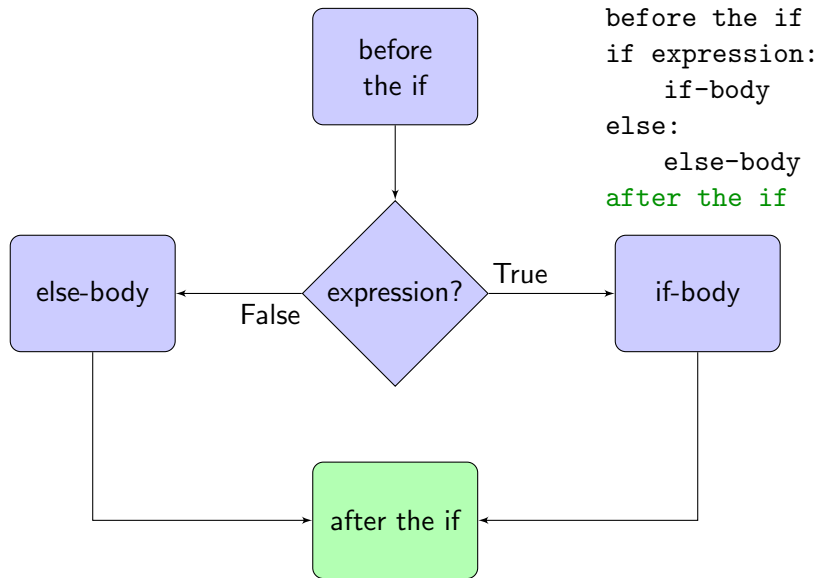 before
the if
before the if
if expression:
    if-body
else:
    else-body
after the if
else-body
False
expression?
True
if-body
after the if